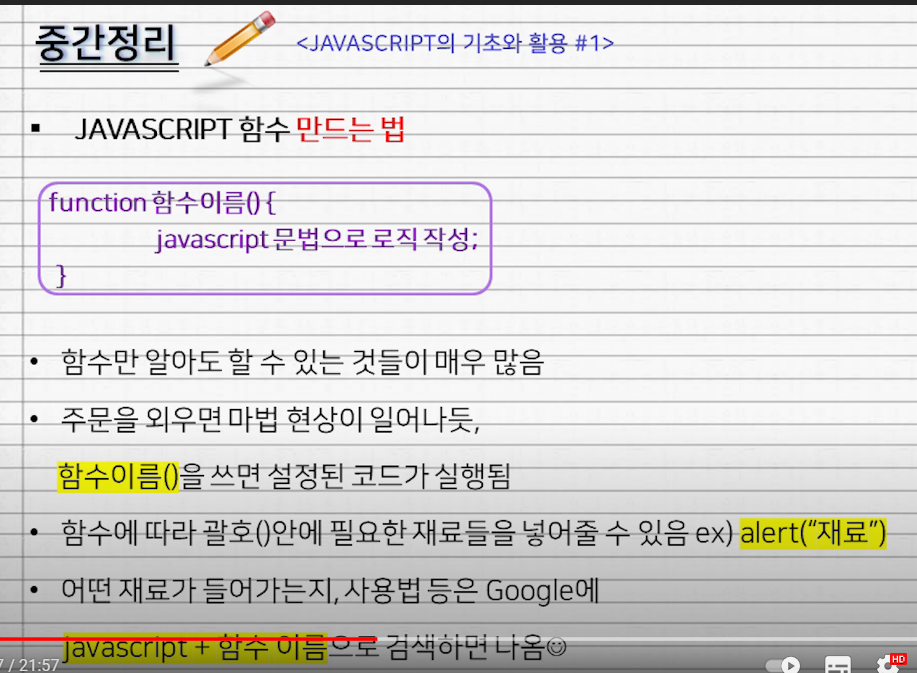 중간정리
<JAVASCRIPT의 기초와 활용 #1>
▪ JAVASCRIPT 함수 만드는 법
function 함수이름() {
javascript 문법으로 로직 작성;
}
• 함수만 알아도 할 수 있는 것들이 매우 많음
• 주문을 외우면 마법 현상이 일어나듯,
함수이름()을 쓰면 설정된 코드가 실행됨
• 함수에 따라 괄호()안에 필요한 재료들을 넣어줄 수 있음 ex) alert(“재료”)
• 어떤 재료가 들어가는지, 사용법 등은 Google에
javascript + 함수 이름으로 검색하면 나옴☺
/ 21:57
HD